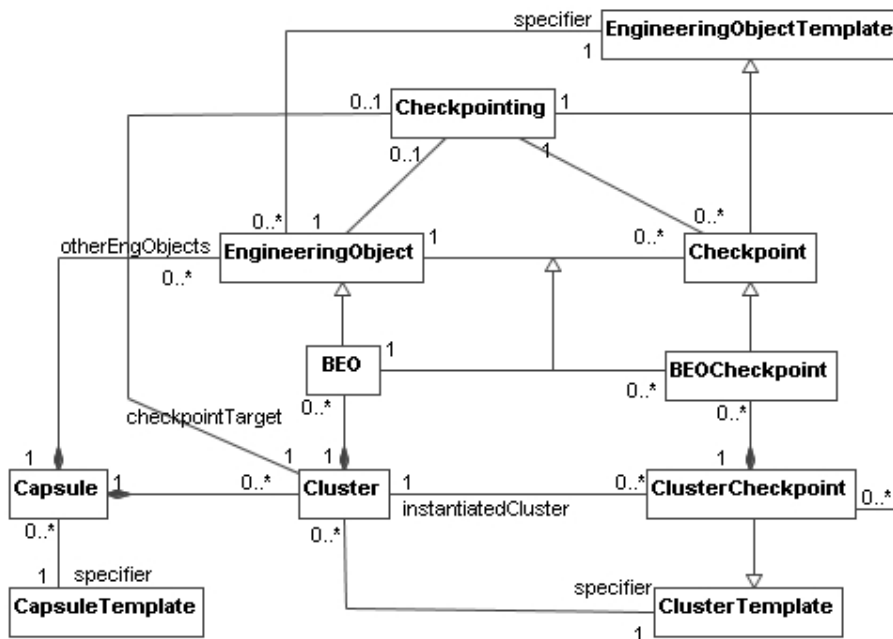 specifier
EngineeringObjectTemplate
1
0..1
Checkpointing
1
0..1
1
0..*
1
0..*
otherEngObjects
0..*
EngineeringObject
1
0..*
Checkpoint
BEO
1
0..*
BEOCheckpoint
0..*
0..*
checkpointTarget
1
1
1
1
Capsule
1
0..*
Cluster
1
instantiatedCluster
0..*
ClusterCheckpoint
0..*
0..*
0..*
1
specifier
CapsuleTemplate
specifier
1
ClusterTemplate